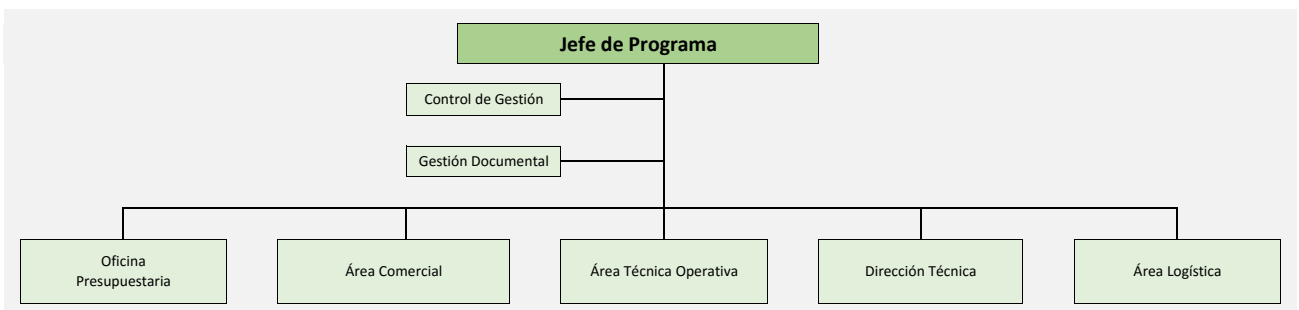 Jefe de Programa
Control de Gestión
Gestión Documental
Oficina
Presupuestaria
Área Comercial
Área Técnica Operativa
Dirección Técnica
Área Logística